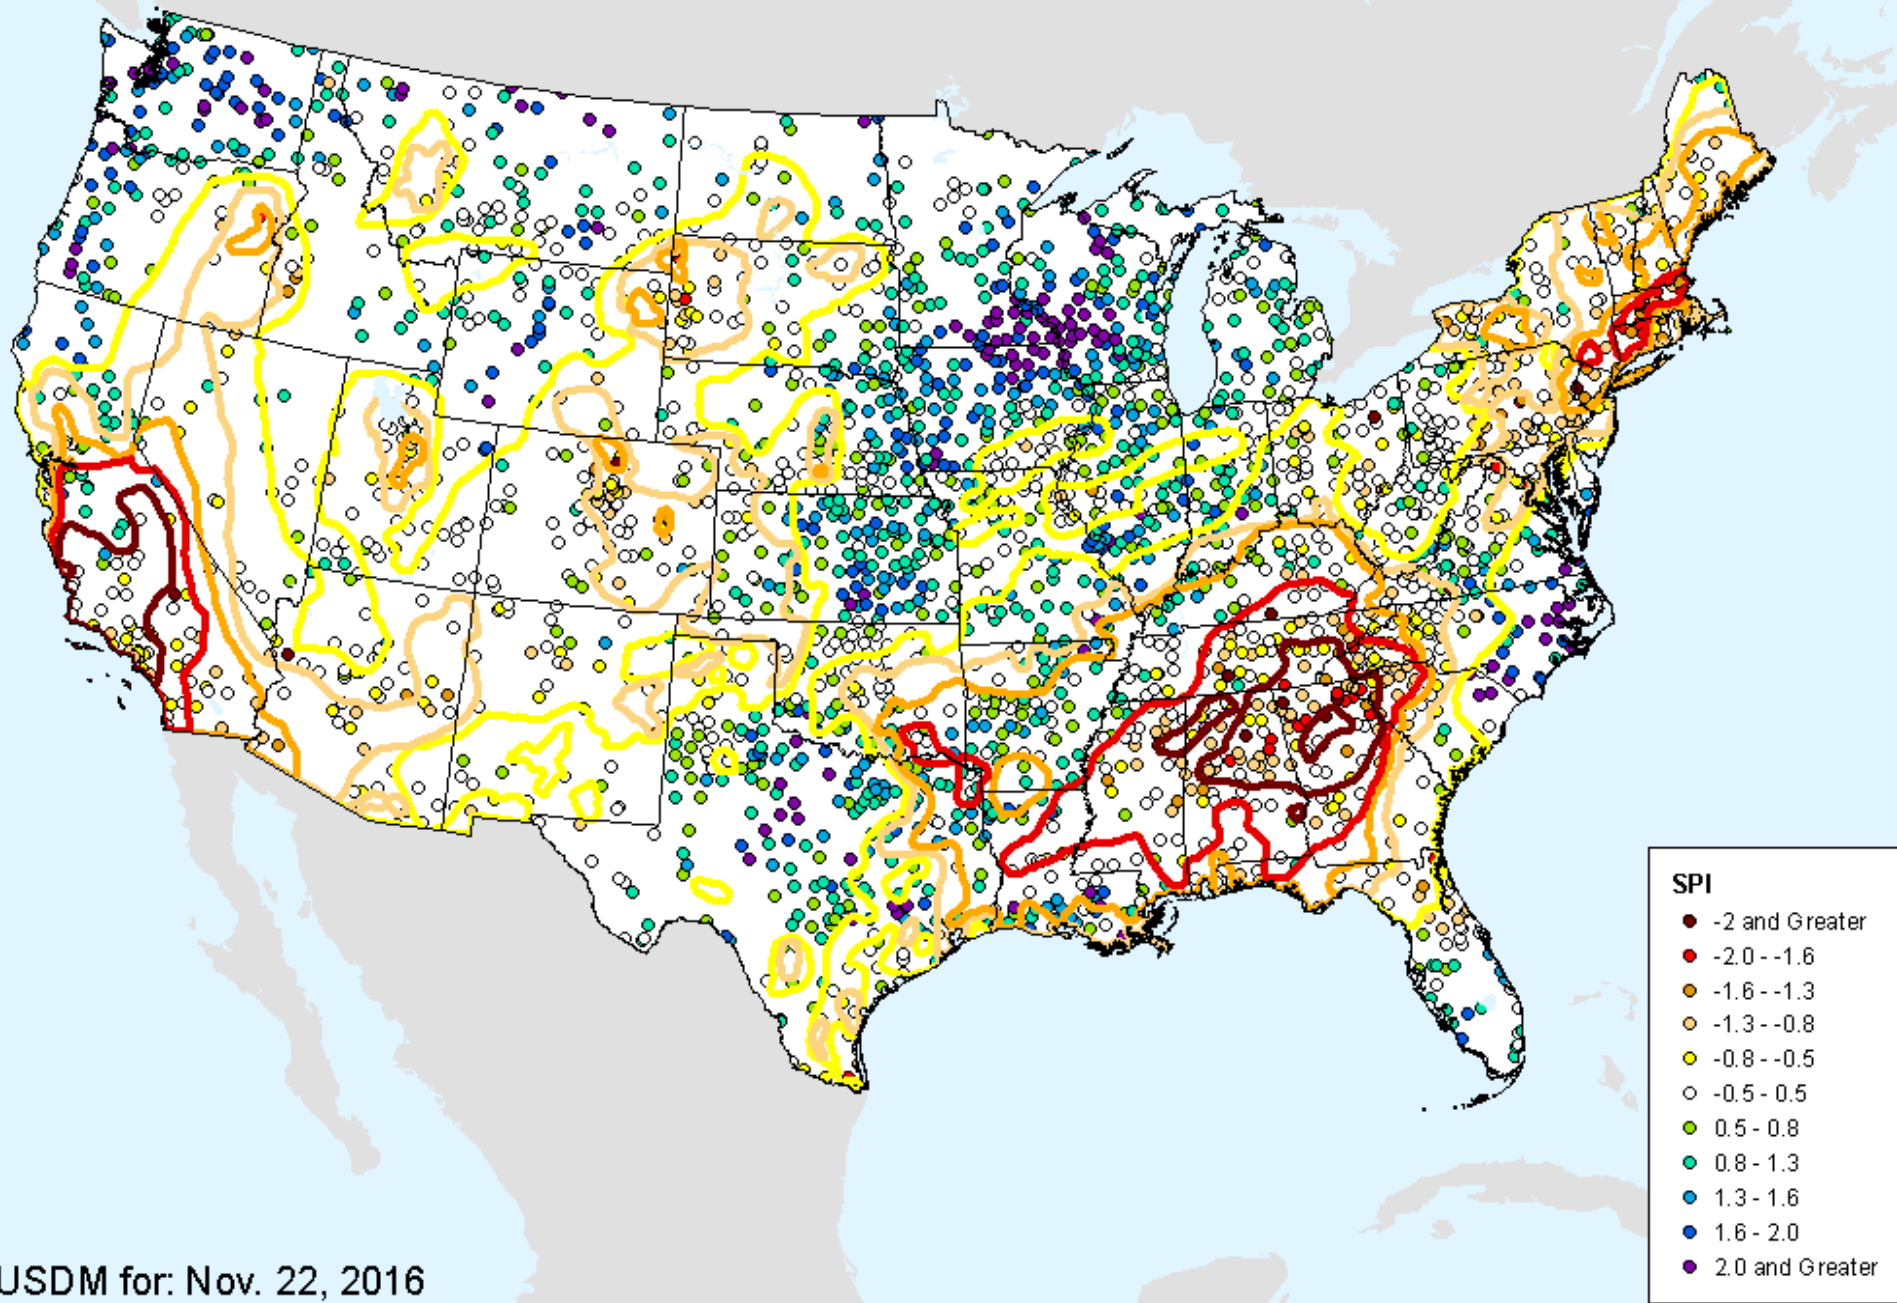 SPI
-2 and Greater
-2.0 - -1.6
-1.6 - -1.3
-1.3 - -0.8
-0.8 - -0.5
-0.5 - 0.5
0.5 - 0.8
0.8 - 1.3
1.3 - 1.6
1.6 - 2.0
2.0 and Greater
USDM for: Nov. 22, 2016